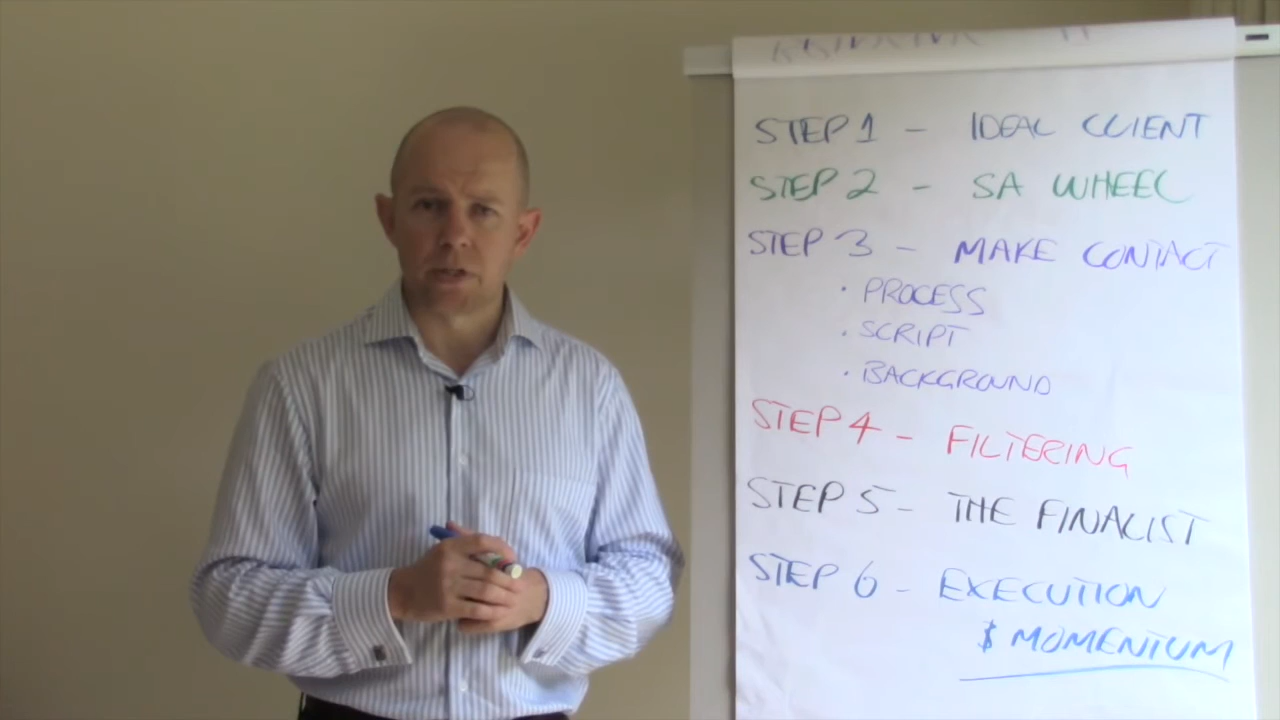 STEP 1 - IDEAL CLIENT
STEP 2 - SA WHEEL
STEP 3 - MAKE CONTACT
· PROCESS
· SCRIPT
· BACKGROUND
STEP 4 - FILTERING
STEP 5 - THE FINALIST
STEP 6 - EXECUTION
$ MOMENTUM